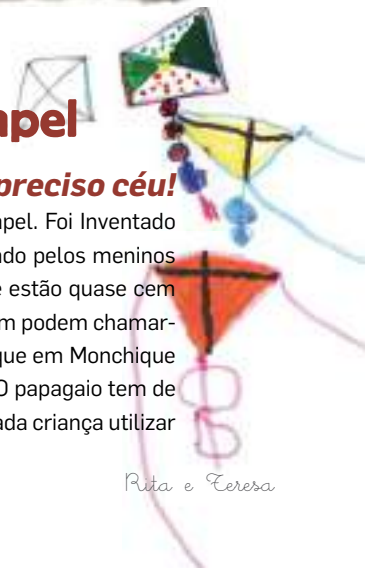 apel
preciso céu!
apel. Foi Inventado
ado pelos meninos
e estão quase cem
m podem chamar-
que em Monchique
O papagaio tem de
ada criança utilizar
Rita e Teresa